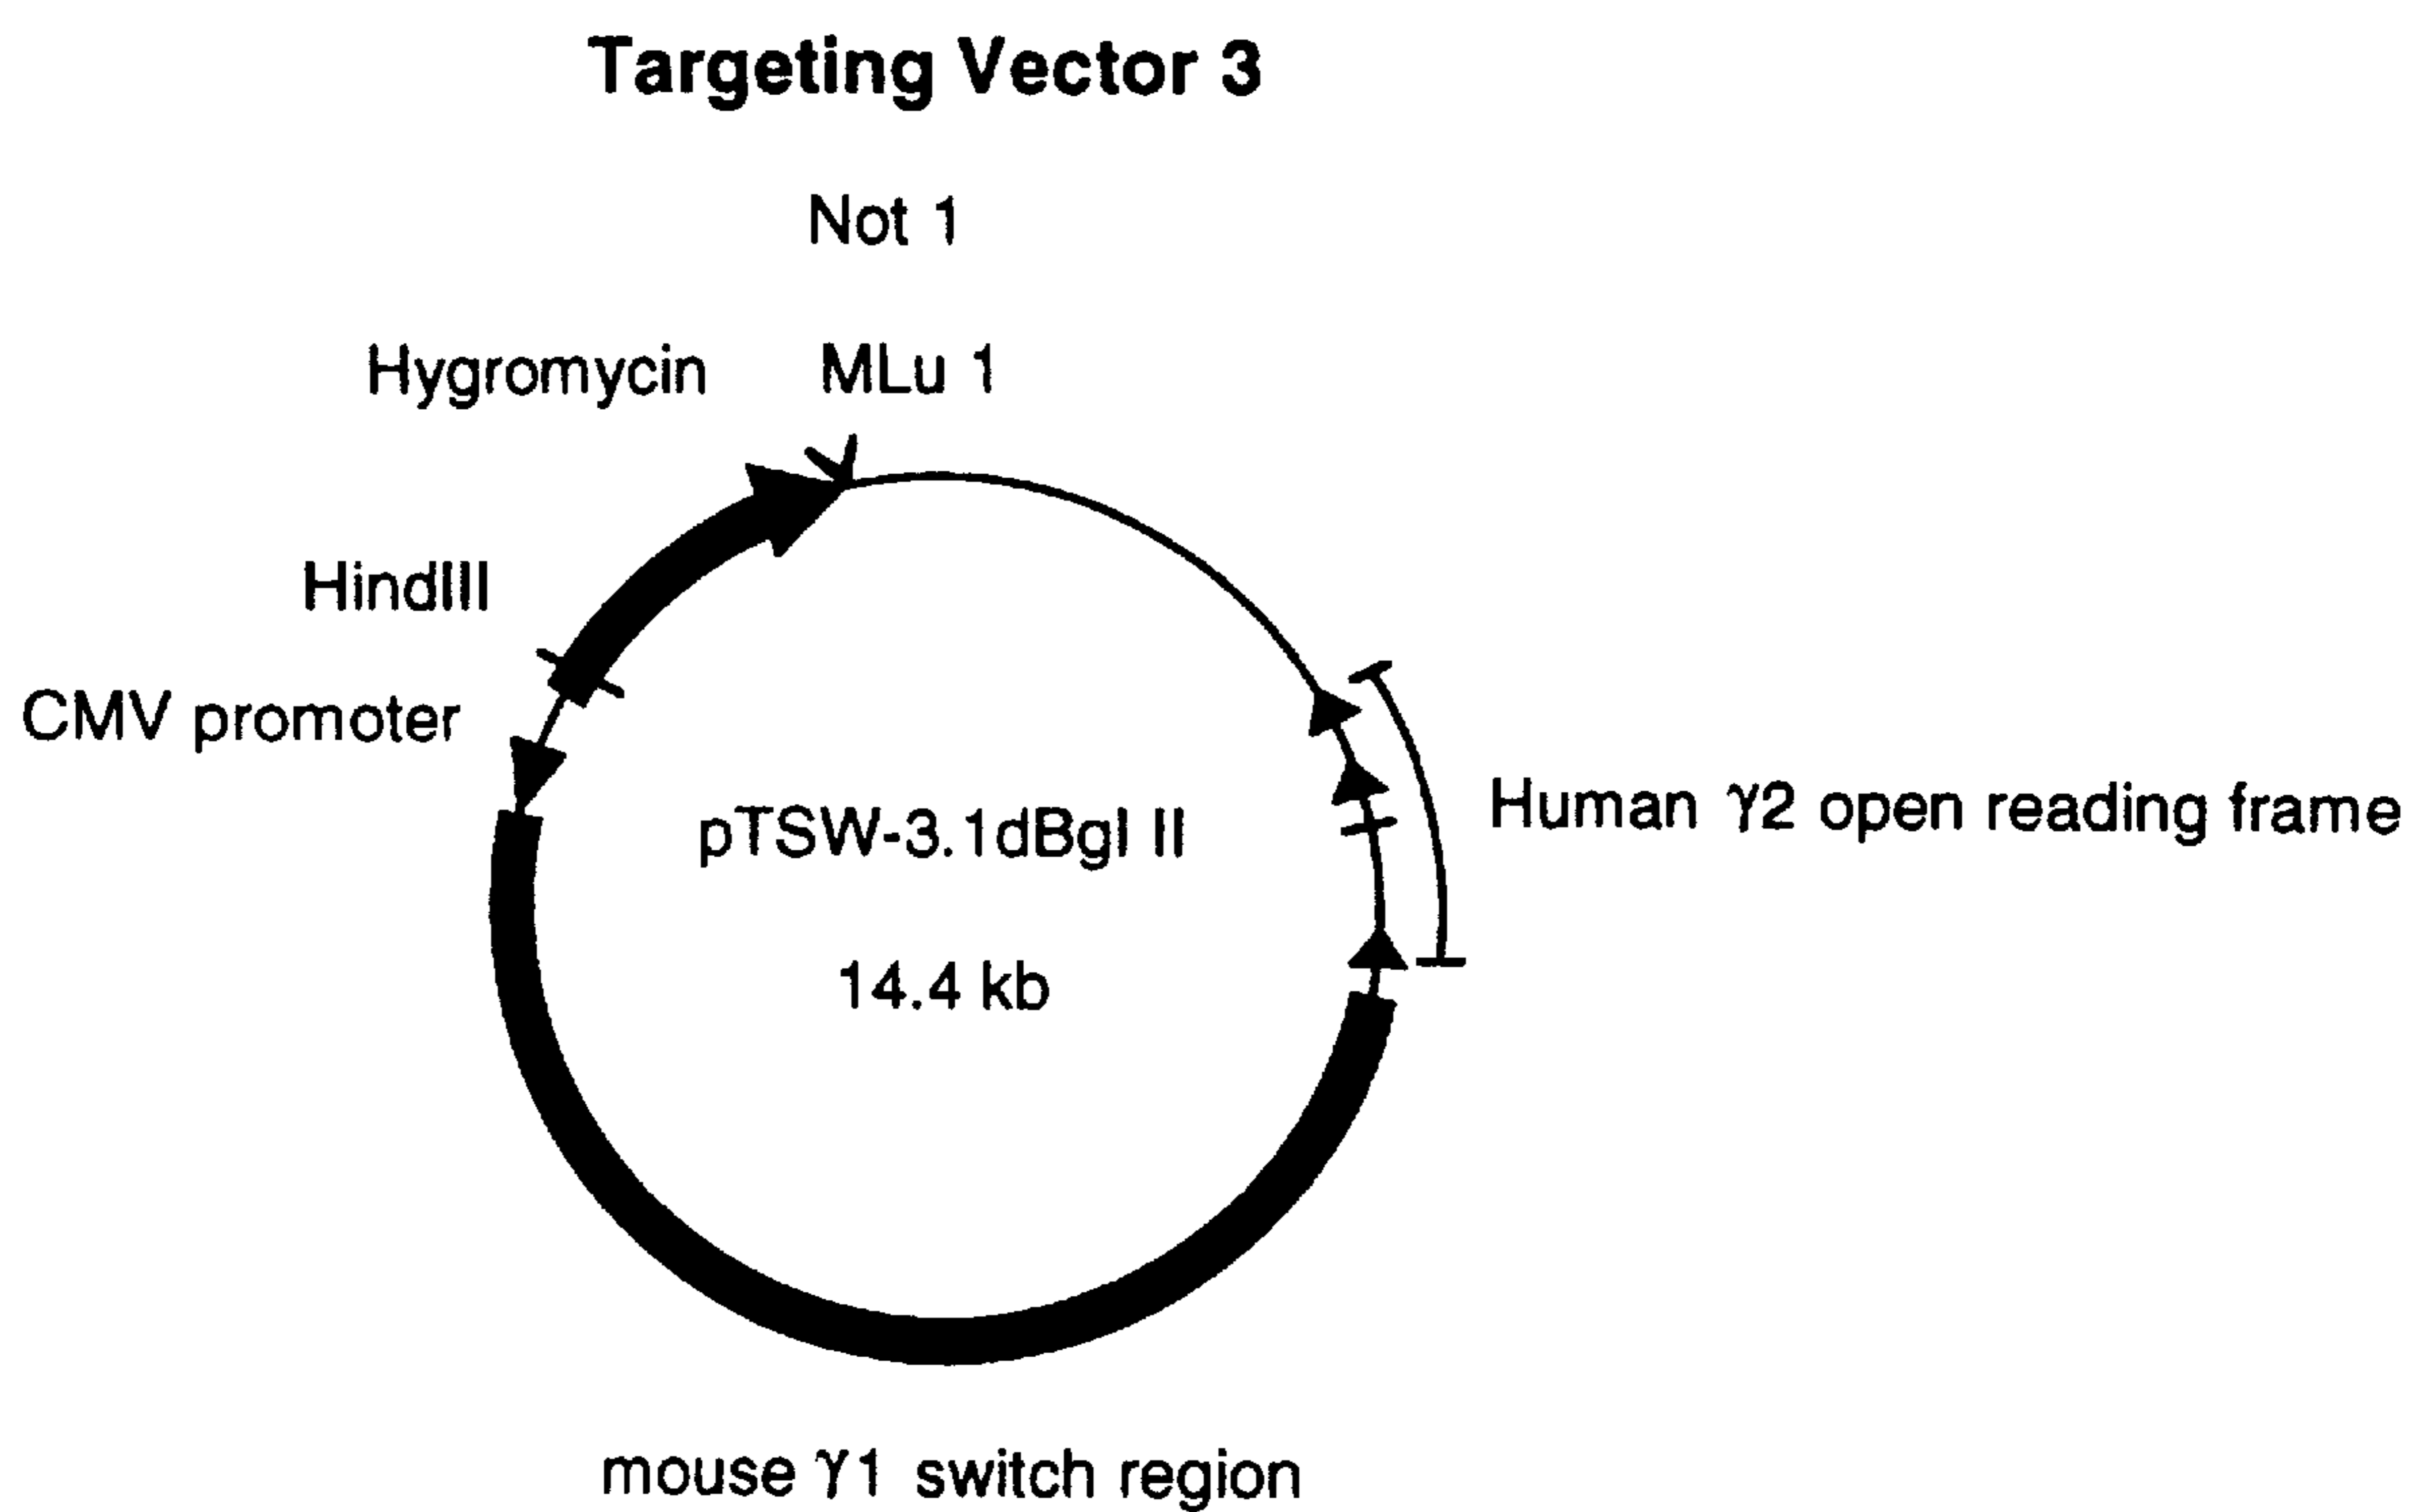 Targeting Vector 3
Not 1
Hygromycin MLu 1
HindIII
CMV promoter
Human γ2 open reading frame
pTSW-3.1dBgl II
14.4 kb
mouse γ1 switch region